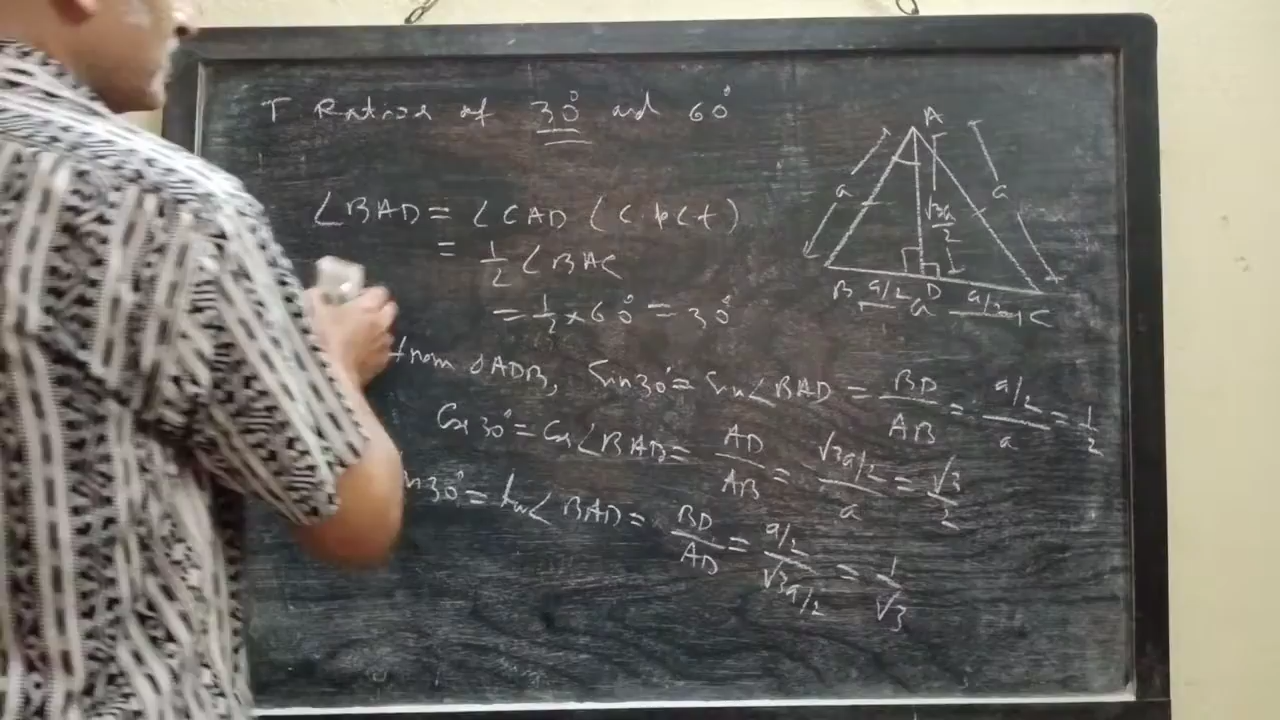 T Ratios of 30° and 60°
∠BAD = ∠CAD (c p c t)
= 1/2 ∠BAC
= 1/2 × 60° = 30°
from △ADB, Sin30° = Sin∠BAD = BD/AB = a/2/a = 1/2
Cos30° = Cos∠BAD = AD/AB = √3a/2/a = √3/2
n30° = tan∠BAD = BD/AD = a/2/√3a/2 = 1/√3
A
a
a
√3a/2
B a/2 D a/2 C
a